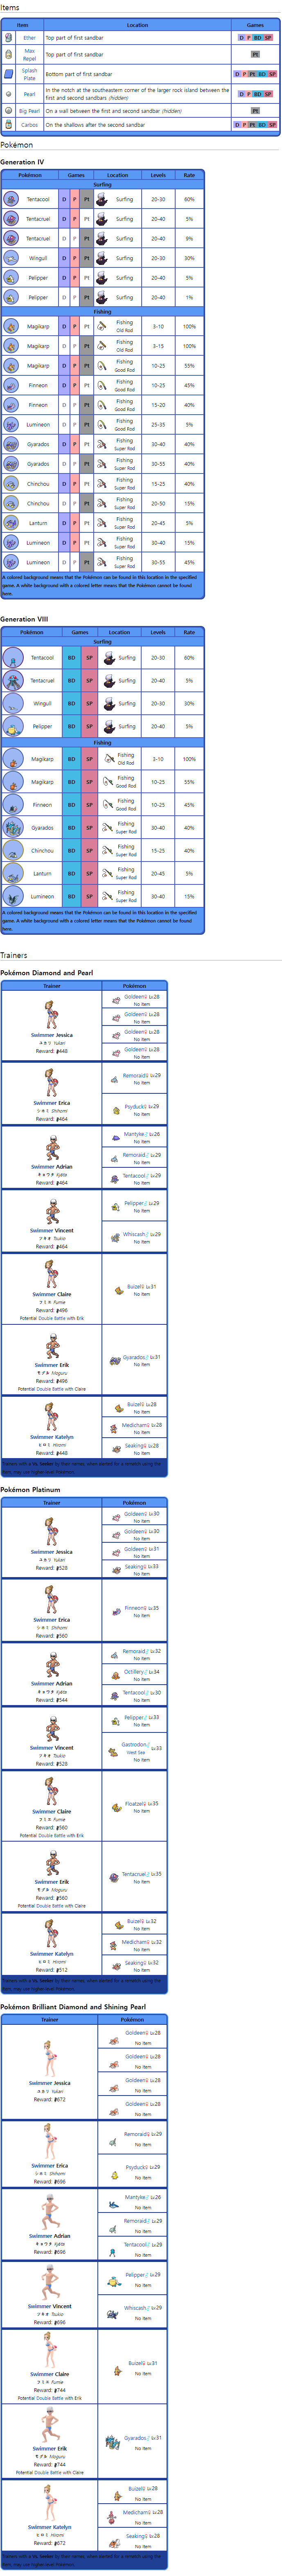 Items
Item Location Games
Ether Top part of first sandbar D P BD SP
Max Repel Top part of first sandbar Pt
Splash Plate Bottom part of first sandbar D P Pt BD SP
Pearl In the notch at the southeastern corner of the larger rock island between the first and second sandbars (hidden) D P BD SP
Big Pearl On a wall between the first and second sandbar (hidden) Pt
Carbos On the shallows after the second sandbar D P Pt BD SP
Pokémon
Generation IV
Pokémon Games Location Levels Rate
Surfing
Tentacool D P Pt Surfing 20-30 60%
Tentacruel D P Pt Surfing 20-40 5%
Tentacruel D P Pt Surfing 20-40 9%
Wingull D P Pt Surfing 20-30 30%
Pelipper D P Pt Surfing 20-40 5%
Pelipper D P Pt Surfing 20-40 1%
Fishing
Magikarp D P Pt Fishing Old Rod 3-10 100%
Magikarp D P Pt Fishing Old Rod 3-15 100%
Magikarp D P Pt Fishing Good Rod 10-25 55%
Finneon D P Pt Fishing Good Rod 10-25 45%
Finneon D P Pt Fishing Good Rod 15-20 40%
Lumineon D P Pt Fishing Good Rod 25-35 5%
Gyarados D P Pt Fishing Super Rod 30-40 40%
Gyarados D P Pt Fishing Super Rod 30-55 40%
Chinchou D P Pt Fishing Super Rod 15-25 40%
Chinchou D P Pt Fishing Super Rod 20-50 15%
Lanturn D P Pt Fishing Super Rod 20-45 5%
Lumineon D P Pt Fishing Super Rod 30-40 15%
Lumineon D P Pt Fishing Super Rod 30-55 45%
A colored background means that the Pokémon can be found in this location in the specified
game. A white background with a colored letter means that the Pokémon cannot be found
here.
Generation VIII
Pokémon Games Location Levels Rate
Surfing
Tentacool BD SP Surfing 20-30 60%
Tentacruel BD SP Surfing 20-40 5%
Wingull BD SP Surfing 20-30 30%
Pelipper BD SP Surfing 20-40 5%
Fishing
Magikarp BD SP Fishing Old Rod 3-10 100%
Magikarp BD SP Fishing Good Rod 10-25 55%
Finneon BD SP Fishing Good Rod 10-25 45%
Gyarados BD SP Fishing Super Rod 30-40 40%
Chinchou BD SP Fishing Super Rod 15-25 40%
Lanturn BD SP Fishing Super Rod 20-45 5%
Lumineon BD SP Fishing Super Rod 30-40 15%
A colored background means that the Pokémon can be found in this location in the specified
game. A white background with a colored letter means that the Pokémon cannot be found
here.
Trainers
Pokémon Diamond and Pearl
Trainer Pokémon
Swimmer Jessica
ユカリ Yukari
Reward: 448
Goldeen♀ Lv.28
No item
Goldeen♀ Lv.28
No item
Goldeen♀ Lv.28
No item
Goldeen♀ Lv.28
No item
Swimmer Erica
シホミ Shihomi
Reward: 464
Remoraid♀ Lv.29
No item
Psyduck♀ Lv.29
No item
Swimmer Adrian
キョウタ Kyōta
Reward: 464
Mantyke♂ Lv.26
No item
Remoraid♂ Lv.29
No item
Tentacool♂ Lv.29
No item
Swimmer Vincent
ツキオ Tsukio
Reward: 464
Pelipper♂ Lv.29
No item
Whiscash♂ Lv.29
No item
Swimmer Claire
フミエ Fumie
Reward: 496
Potential Double Battle with Erik
Buizel♀ Lv.31
No item
Swimmer Erik
モグル Moguru
Reward: 496
Potential Double Battle with Claire
Gyarados♂ Lv.31
No item
Swimmer Katelyn
ヒロミ Hiromi
Reward: 448
Buizel♀ Lv.28
No item
Medicham♀ Lv.28
No item
Seaking♀ Lv.28
No item
Trainers with a Vs. Seeker by their names, when alerted for a rematch using the
item, may use higher-level Pokémon.
Pokémon Platinum
Trainer Pokémon
Swimmer Jessica
ユカリ Yukari
Reward: 528
Goldeen♀ Lv.30
No item
Goldeen♀ Lv.30
No item
Goldeen♀ Lv.31
No item
Seaking♀ Lv.33
No item
Swimmer Erica
シホミ Shihomi
Reward: 560
Finneon♀ Lv.35
No item
Swimmer Adrian
キョウタ Kyōta
Reward: 544
Remoraid♂ Lv.32
No item
Octillery♂ Lv.34
No item
Tentacool♂ Lv.30
No item
Swimmer Vincent
ツキオ Tsukio
Reward: 528
Pelipper♂ Lv.33
No item
Gastrodon♂ Lv.33
West Sea
No item
Swimmer Claire
フミエ Fumie
Reward: 560
Potential Double Battle with Erik
Floatzel♀ Lv.35
No item
Swimmer Erik
モグル Moguru
Reward: 560
Potential Double Battle with Claire
Tentacruel♂ Lv.35
No item
Swimmer Katelyn
ヒロミ Hiromi
Reward: 512
Buizel♀ Lv.32
No item
Medicham♀ Lv.32
No item
Seaking♀ Lv.32
No item
Trainers with a Vs. Seeker by their names, when alerted for a rematch using the
item, may use higher-level Pokémon.
Pokémon Brilliant Diamond and Shining Pearl
Trainer Pokémon
Swimmer Jessica
ユカリ Yukari
Reward: 672
Goldeen♀ Lv.28
No item
Goldeen♀ Lv.28
No item
Goldeen♀ Lv.28
No item
Goldeen♀ Lv.28
No item
Swimmer Erica
シホミ Shihomi
Reward: 696
Remoraid♀ Lv.29
No item
Psyduck♀ Lv.29
No item
Swimmer Adrian
キョウタ Kyōta
Reward: 696
Mantyke♂ Lv.26
No item
Remoraid♂ Lv.29
No item
Tentacool♂ Lv.29
No item
Swimmer Vincent
ツキオ Tsukio
Reward: 696
Pelipper♂ Lv.29
No item
Whiscash♂ Lv.29
No item
Swimmer Claire
フミエ Fumie
Reward: 744
Potential Double Battle with Erik
Buizel♀ Lv.31
No item
Swimmer Erik
モグル Moguru
Reward: 744
Potential Double Battle with Claire
Gyarados♂ Lv.31
No item
Swimmer Katelyn
ヒロミ Hiromi
Reward: 672
Buizel♀ Lv.28
No item
Medicham♀ Lv.28
No item
Seaking♀ Lv.28
No item
Trainers with a Vs. Seeker by their names, when alerted for a rematch using the
item, may use higher-level Pokémon.